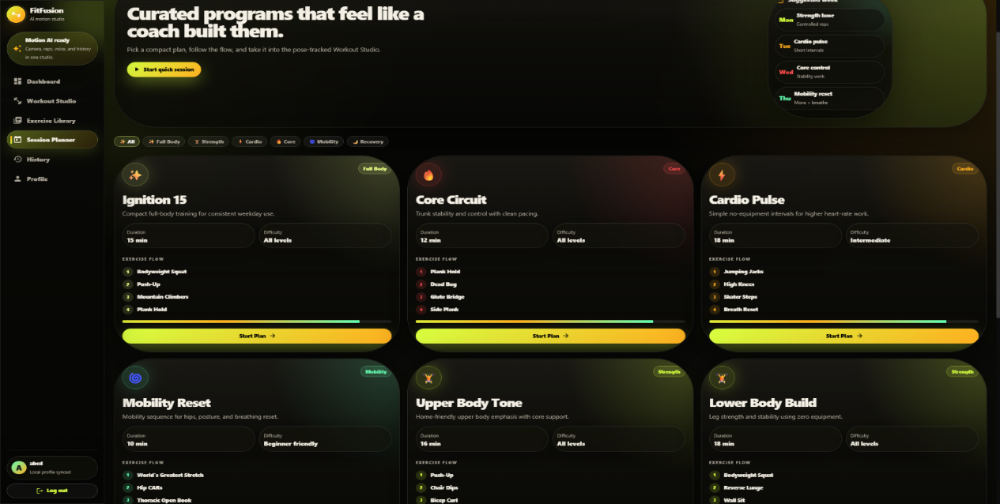 FitFusion
AI motion studio
Motion AI ready
Camera, reps, voice, and history
in one studio.
Dashboard
Workout Studio
Exercise Library
Session Planner
History
Profile
A
abcd
Local profile synced
Log out
Curated programs that feel like a
coach built them.
Pick a compact plan, follow the flow, and take it into the pose-tracked Workout Studio.
Start quick session
Suggested week
Mon
Strength base
Controlled reps
Tue
Cardio pulse
Short intervals
Wed
Core control
Stability work
Thu
Mobility reset
Move + breathe
All
Full Body
Strength
Cardio
Core
Mobility
Recovery
Full Body
Ignition 15
Compact full-body training for consistent weekday use.
Duration
15 min
Difficulty
All levels
EXERCISE FLOW
1 Bodyweight Squat
2 Push-Up
3 Mountain Climbers
4 Plank Hold
Start Plan →
Core
Core Circuit
Trunk stability and control with clean pacing.
Duration
12 min
Difficulty
All levels
EXERCISE FLOW
1 Plank Hold
2 Dead Bug
3 Glute Bridge
4 Side Plank
Start Plan →
Cardio
Cardio Pulse
Simple no-equipment intervals for higher heart-rate work.
Duration
18 min
Difficulty
Intermediate
EXERCISE FLOW
1 Jumping Jacks
2 High Knees
3 Skater Steps
4 Breath Reset
Start Plan →
Mobility
Mobility Reset
Mobility sequence for hips, posture, and breathing reset.
Duration
10 min
Difficulty
Beginner friendly
EXERCISE FLOW
1 World's Greatest Stretch
2 Hip CARs
3 Thoracic Open Book
Strength
Upper Body Tone
Home-friendly upper body emphasis with core support.
Duration
16 min
Difficulty
All levels
EXERCISE FLOW
1 Push-Up
2 Chair Dips
3 Bicep Curl
Strength
Lower Body Build
Leg strength and stability using zero equipment.
Duration
18 min
Difficulty
All levels
EXERCISE FLOW
1 Bodyweight Squat
2 Reverse Lunge
3 Wall Sit